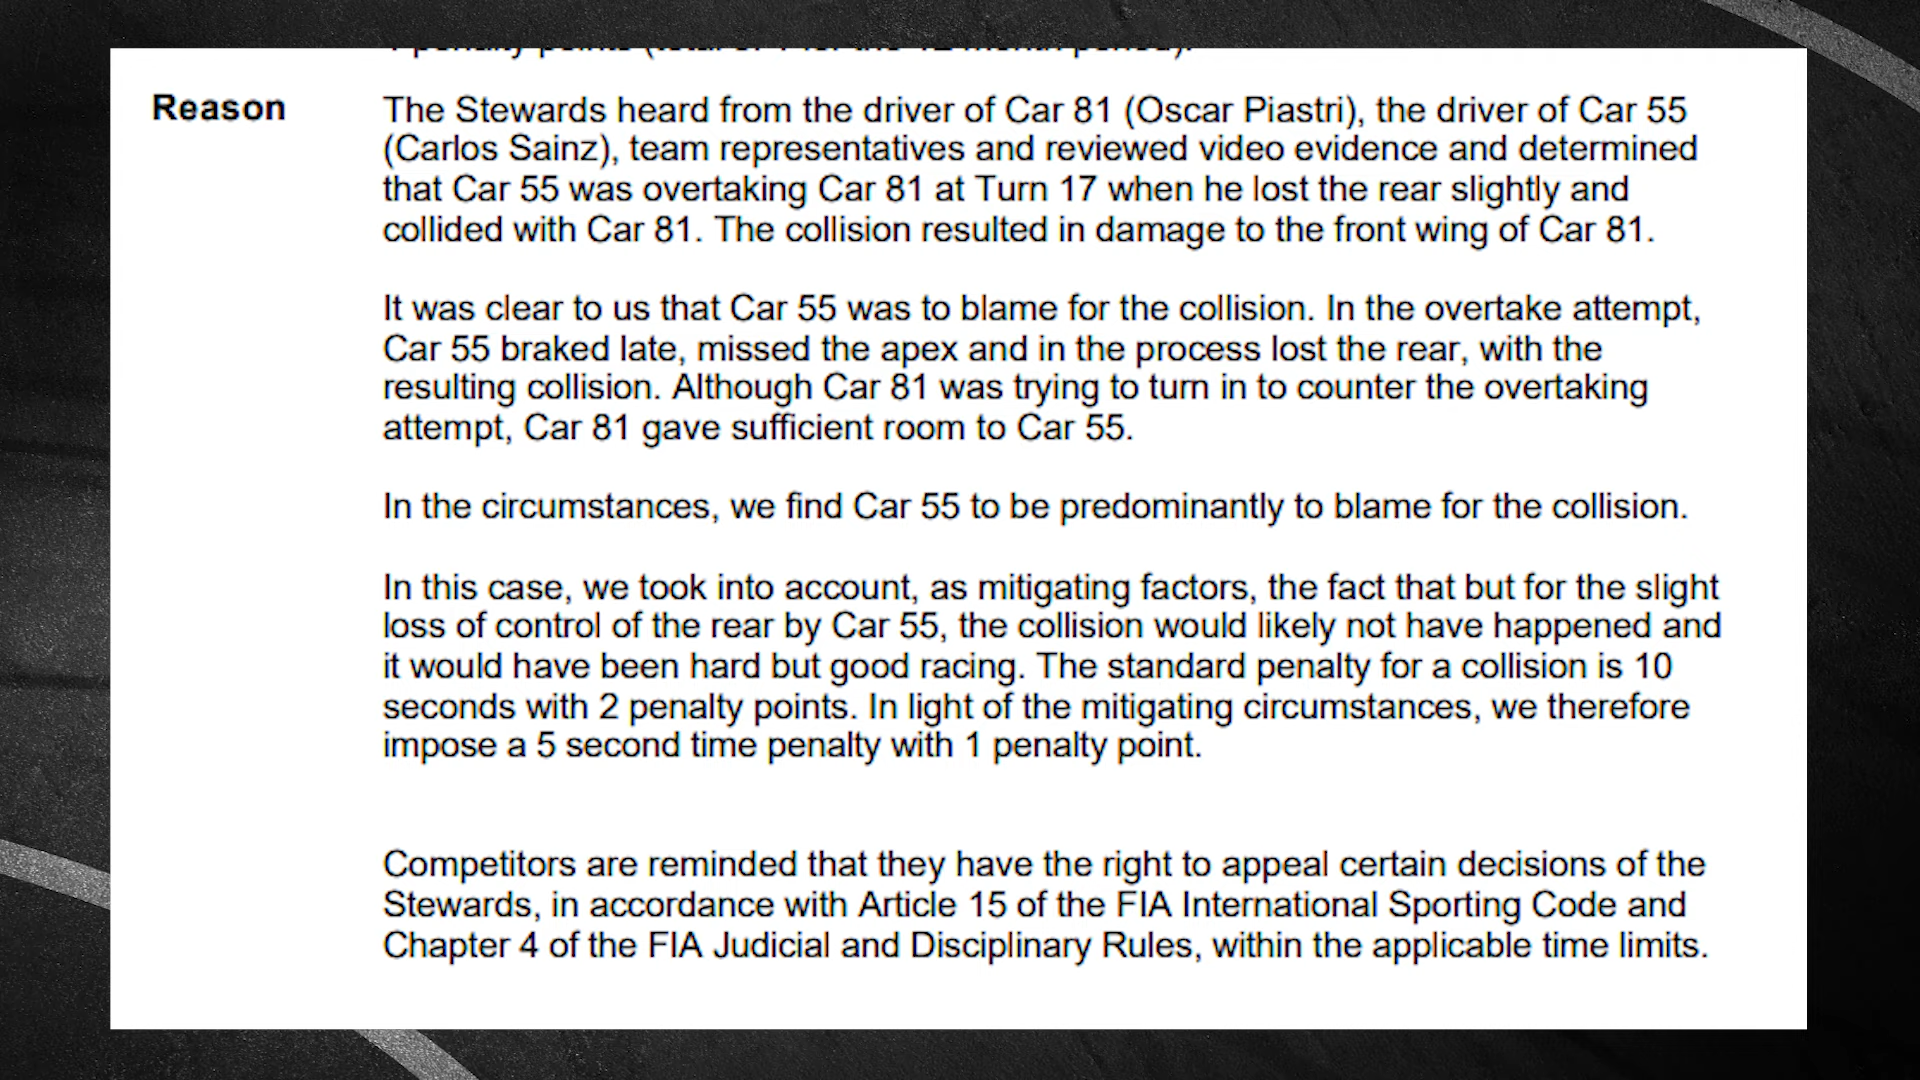 Reason
The Stewards heard from the driver of Car 81 (Oscar Piastri), the driver of Car 55
(Carlos Sainz), team representatives and reviewed video evidence and determined
that Car 55 was overtaking Car 81 at Turn 17 when he lost the rear slightly and
collided with Car 81. The collision resulted in damage to the front wing of Car 81.
It was clear to us that Car 55 was to blame for the collision. In the overtake attempt,
Car 55 braked late, missed the apex and in the process lost the rear, with the
resulting collision. Although Car 81 was trying to turn in to counter the overtaking
attempt, Car 81 gave sufficient room to Car 55.
In the circumstances, we find Car 55 to be predominantly to blame for the collision.
In this case, we took into account, as mitigating factors, the fact that but for the slight
loss of control of the rear by Car 55, the collision would likely not have happened and
it would have been hard but good racing. The standard penalty for a collision is 10
seconds with 2 penalty points. In light of the mitigating circumstances, we therefore
impose a 5 second time penalty with 1 penalty point.
Competitors are reminded that they have the right to appeal certain decisions of the
Stewards, in accordance with Article 15 of the FIA International Sporting Code and
Chapter 4 of the FIA Judicial and Disciplinary Rules, within the applicable time limits.